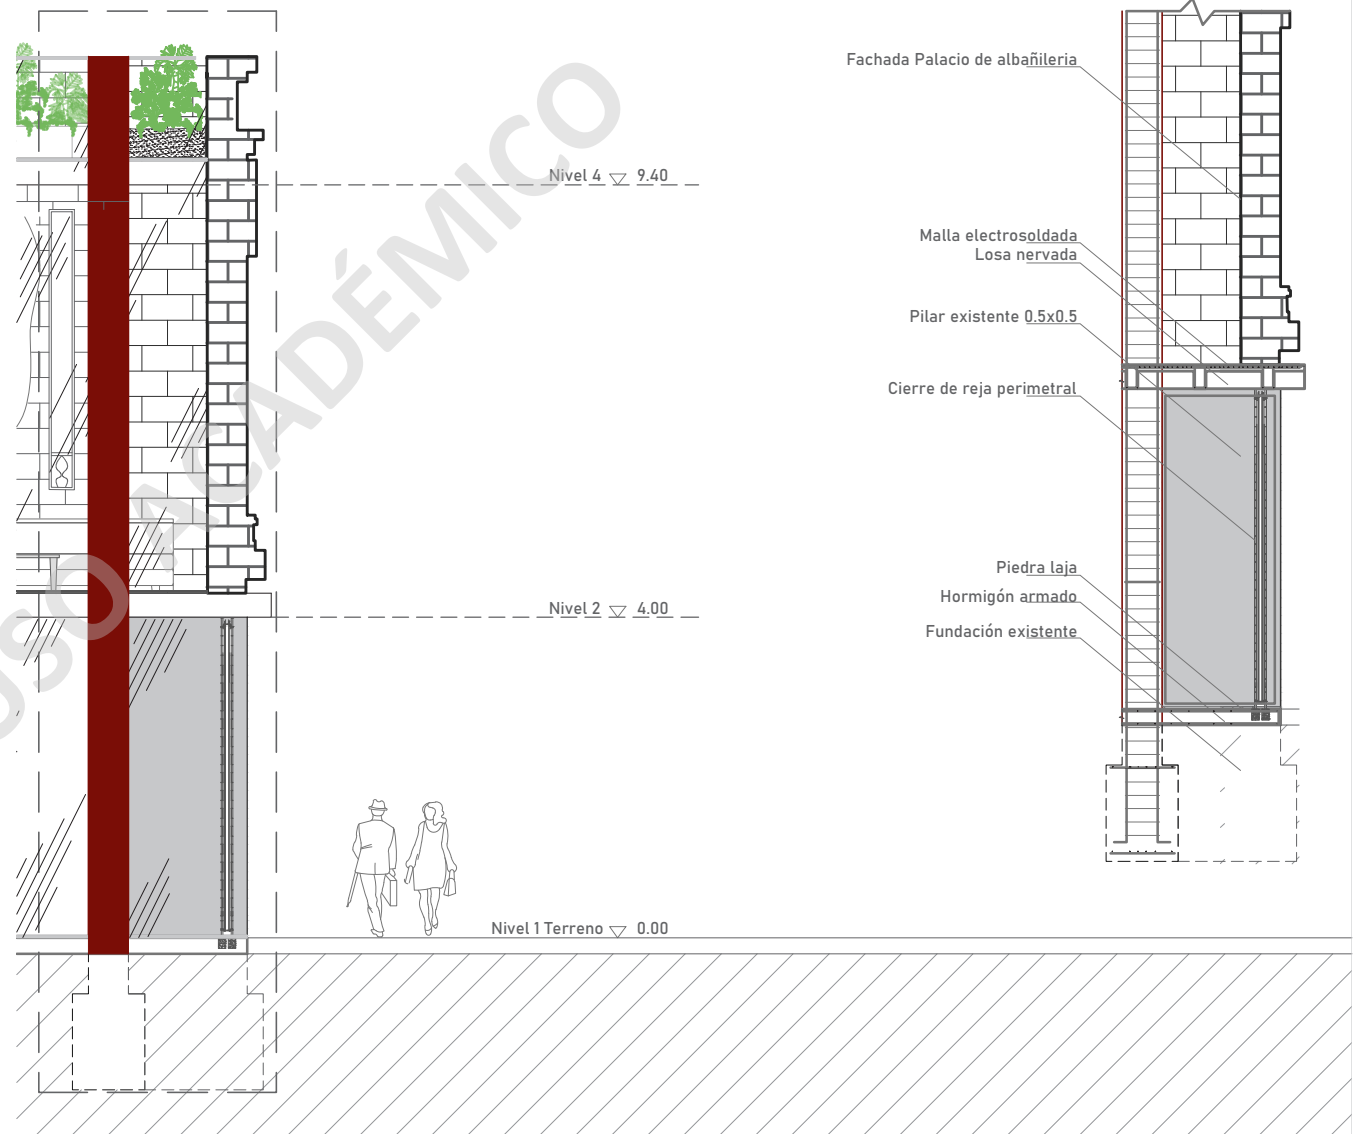 Fachada Palacio de albañileria
Nivel 4 9.40
Malla electrosoldada
Losa nervada
Pilar existente 0.5x0.5
Cierre de reja perimetral
Piedra laja
Hormigón armado
Nivel 2 4.00
Fundación existente
Nivel 1 Terreno 0.00
USO ACADÉMICO